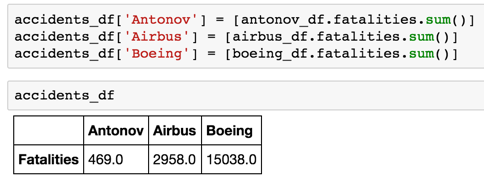 accidents_df['Antonov'] = [antonov_df.fatalities.sum()]
accidents_df['Airbus'] = [airbus_df.fatalities.sum()]
accidents_df['Boeing'] = [boeing_df.fatalities.sum()]
accidents_df
Antonov Airbus Boeing
Fatalities 469.0 2958.0 15038.0